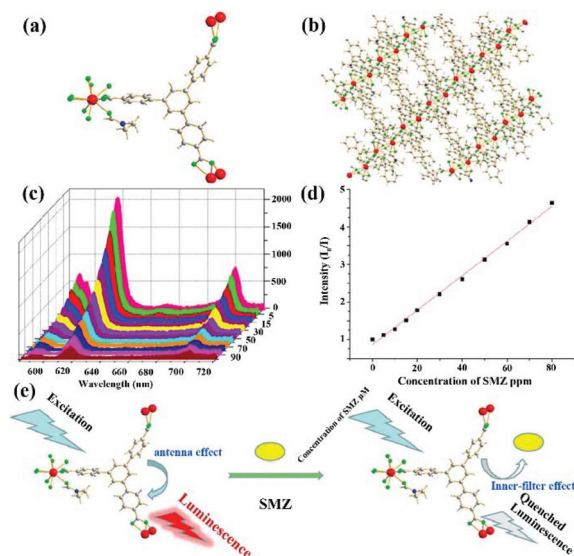 (a)
(b)
(c)
2000
1500
1000
500
0
5
15
30
50
70
90
600
620
640
660
680
700
720
Wavelength (nm)
Concentration of SMZ μM
(d)
5
4
3
2
1
Intensity (I₀/I)
0
20
40
60
80
Concentration of SMZ ppm
(e)
Excitation
antenna effect
Luminescence
SMZ
Excitation
Inner-filter effect
Quenched
Luminescence